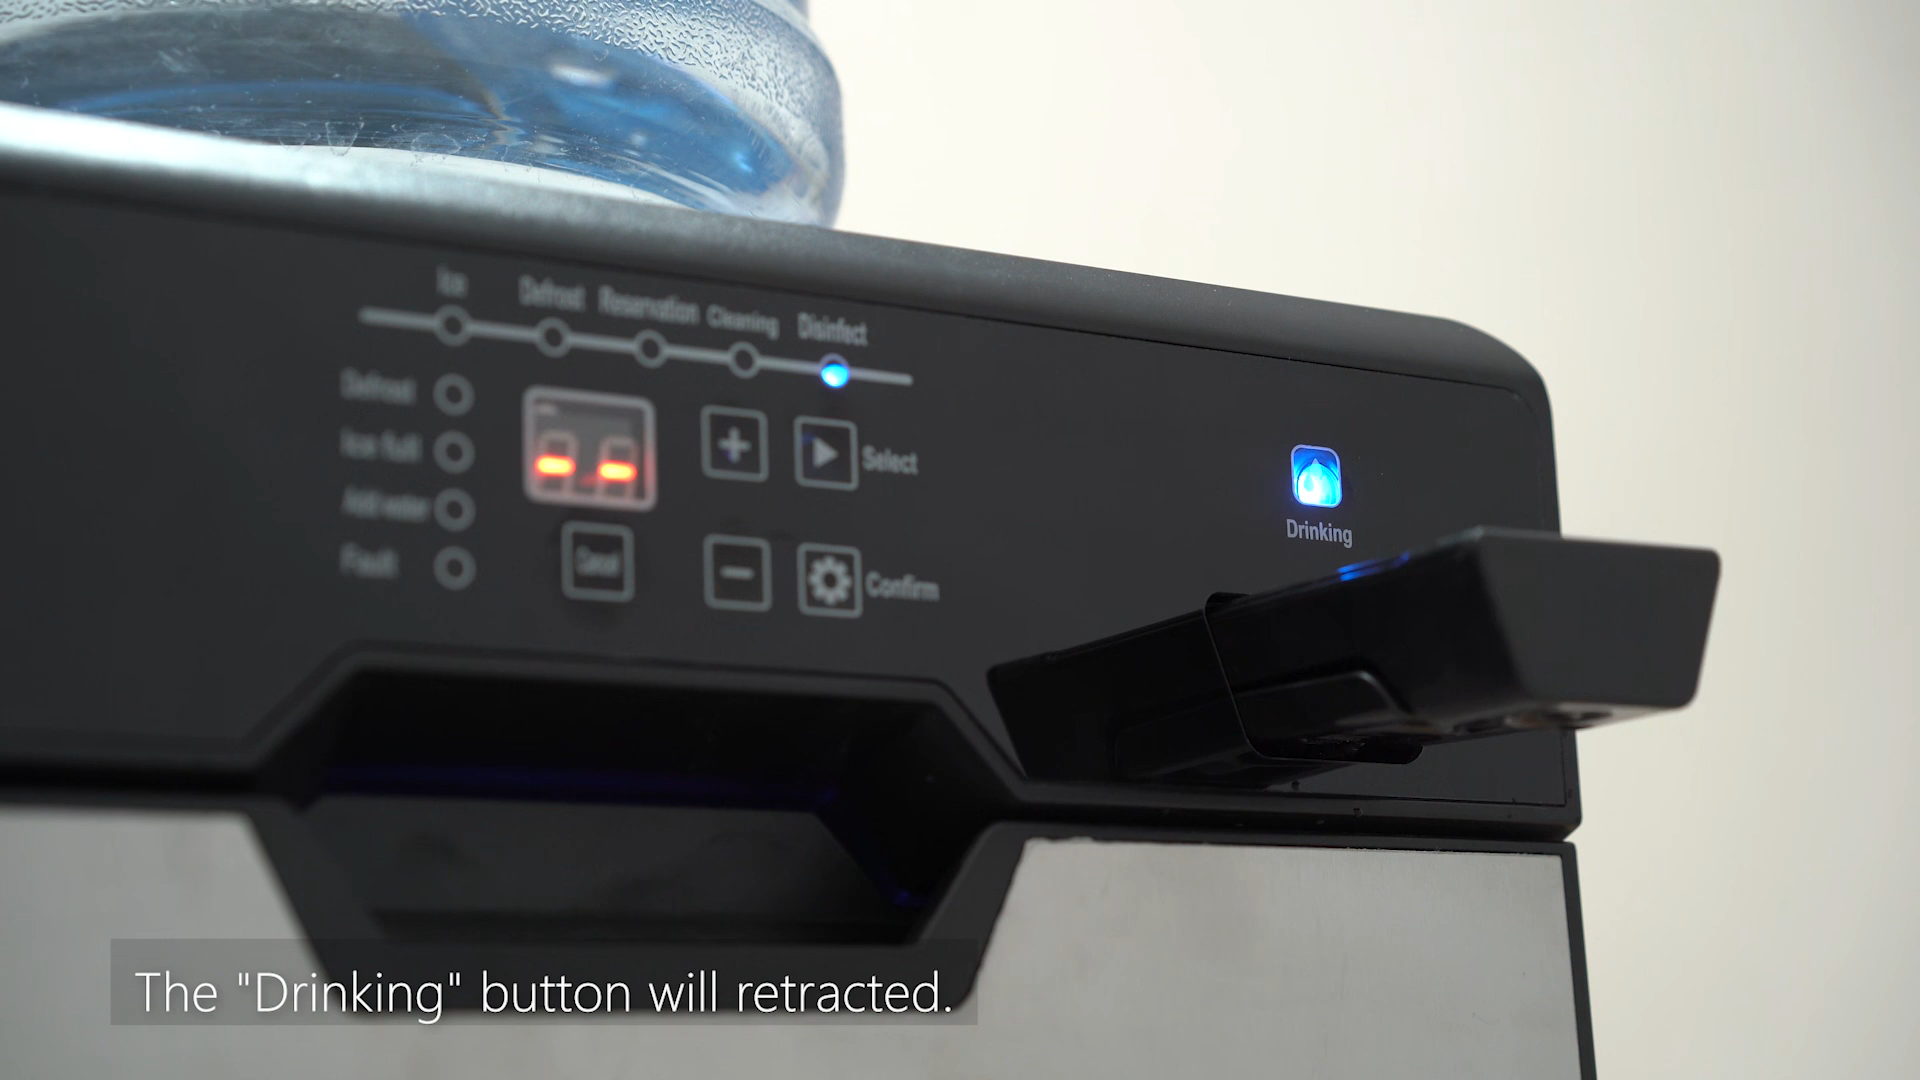 Ice
Defrost Reservation Cleaning Disinfect
Defrost
Ice full
Add water
Fault
Cancel
Select
Confirm
Drinking
The "Drinking" button will retracted.